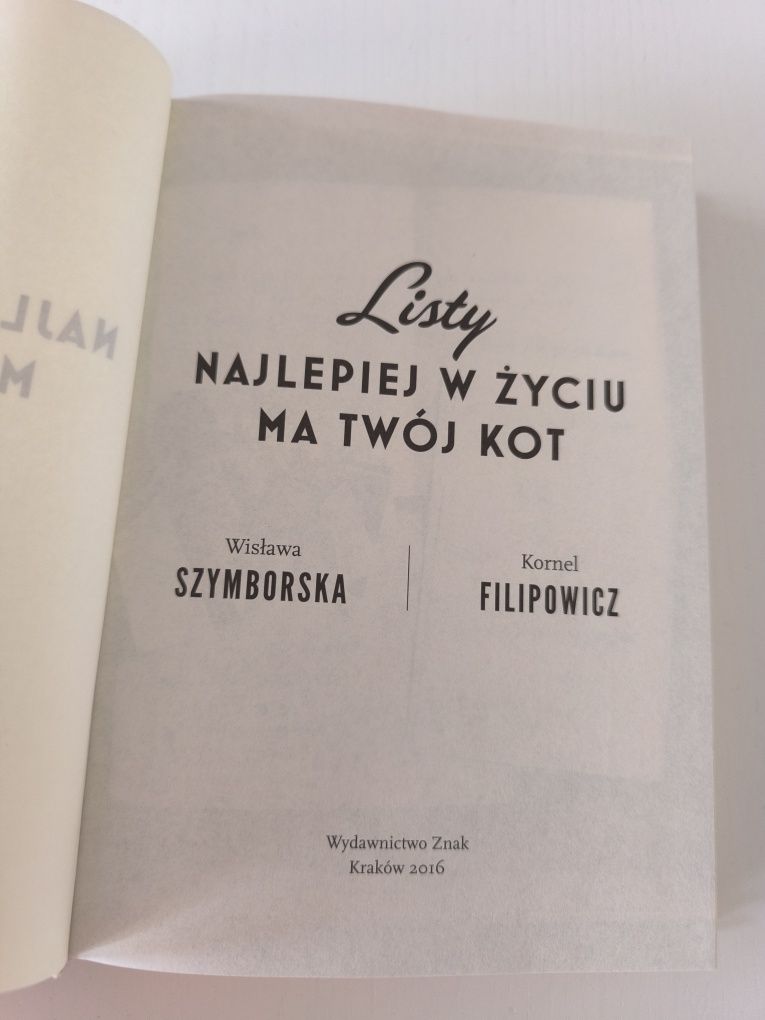 Listy
NAJLEPIEJ W ŻYCIU
MA TWÓJ KOT
Wisława
SZYMBORSKA
Kornel
FILIPOWICZ
Wydawnictwo Znak
Kraków 2016